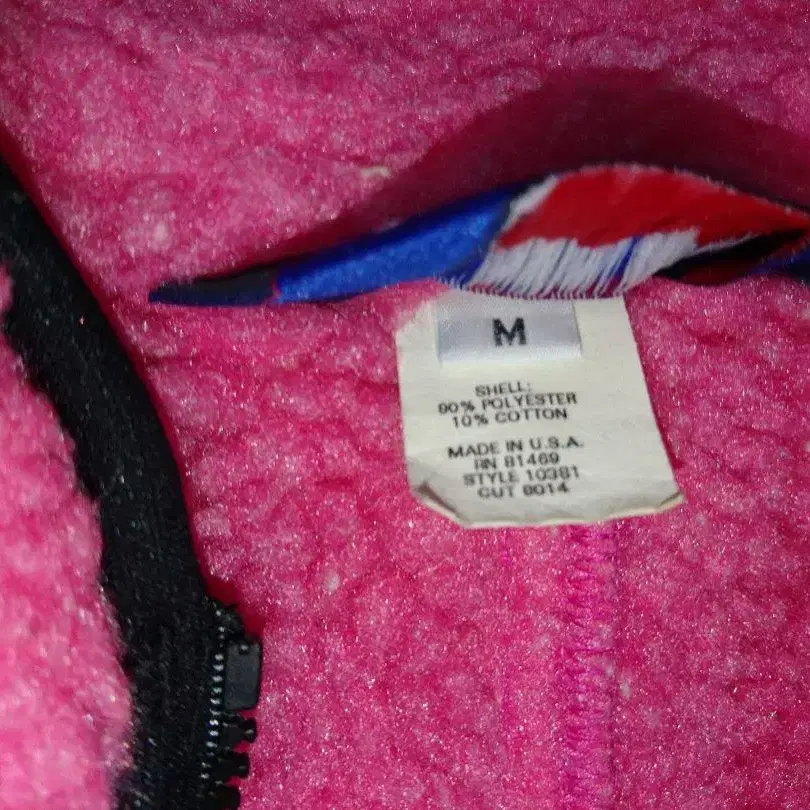 M
SHELL:
90% POLYESTER
10% COTTON
MADE IN U.S.A.
RN 81469
STYLE 10381
CUT 8014